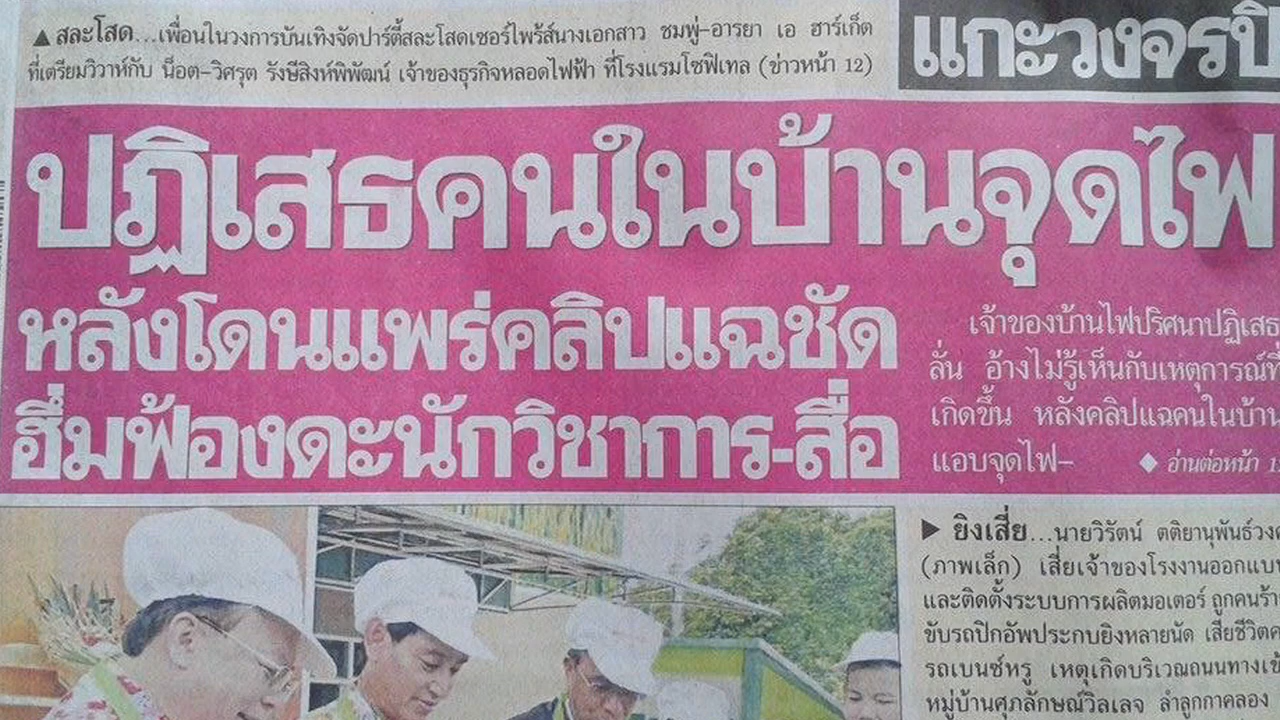 ▲ สละโสด...เพื่อนในวงการบันเทิงจัดปาร์ตี้สละโสดเซอร์ไพร้ส์นางเอกสาว ชมพู่-อารยา เอ ฮาร์เก็ต
ที่เตรียมวิวาห์กับ น็อต-วิศรุต รังษีสิงห์พิพัฒน์ เจ้าของธุรกิจหลอดไฟฟ้า ที่โรงแรมโซฟิเทล (ข่าวหน้า 12)
แกะวงจรปิ
ปฏิเสธคนในบ้านจุดไฟ
หลังโดนแพร่คลิปแฉชัด
ฮึ่มฟ้องดะนักวิชาการ-สื่อ
เจ้าของบ้านไฟปริศนาปฏิเสธ
ลั่น อ้างไม่รู้เห็นกับเหตุการณ์ที่
เกิดขึ้น หลังคลิปแฉคนในบ้าน
แอบจุดไฟ- ◆ อ่านต่อหน้า
▶ ยิงเสี่ย...นายวิรัตน์ ตติยานุพันธ์วงศ์
(ภาพเล็ก) เสี่ยเจ้าของโรงงานออกแบบ
และติดตั้งระบบการผลิตมอเตอร์ ถูกคนร้า
ขับรถปิกอัพประกบยิงหลายนัด เสียชีวิตค
รถเบนซ์หรู เหตุเกิดบริเวณถนนทางเข้
หมู่บ้านศุภลักษณ์วิลเลจ ลำลูกกาคลอง